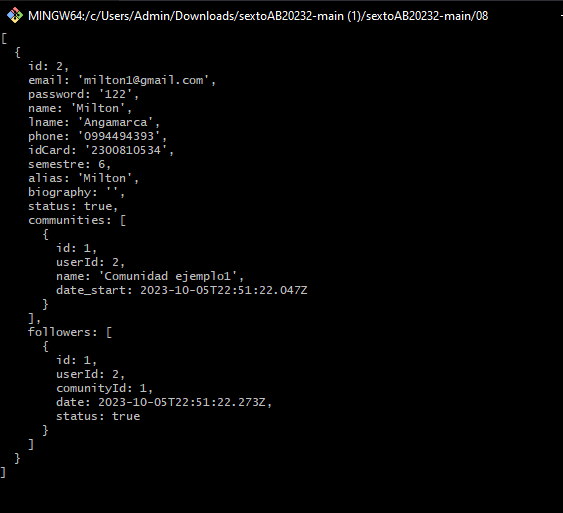 MINGW64:/c/Users/Admin/Downloads/sextoAB20232-main (1)/sextoAB20232-main/08
[
  {
    id: 2,
    email: 'milton1@gmail.com',
    password: '122',
    name: 'Milton',
    lname: 'Angamarca',
    phone: '0994494393',
    idCard: '2300810534',
    semestre: 6,
    alias: 'Milton',
    biography: '',
    status: true,
    communities: [
      {
        id: 1,
        userId: 2,
        name: 'Comunidad ejemplo1',
        date_start: 2023-10-05T22:51:22.047Z
      }
    ],
    followers: [
      {
        id: 1,
        userId: 2,
        comunityId: 1,
        date: 2023-10-05T22:51:22.273Z,
        status: true
      }
    ]
  }
]